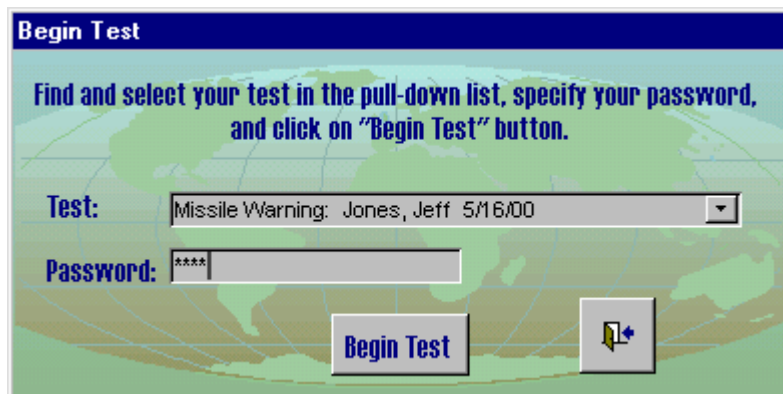 Begin Test
Find and select your test in the pull-down list, specify your password,
and click on "Begin Test" button.
Test: Missile Warning: Jones, Jeff 5/16/00
Password: ****
Begin Test